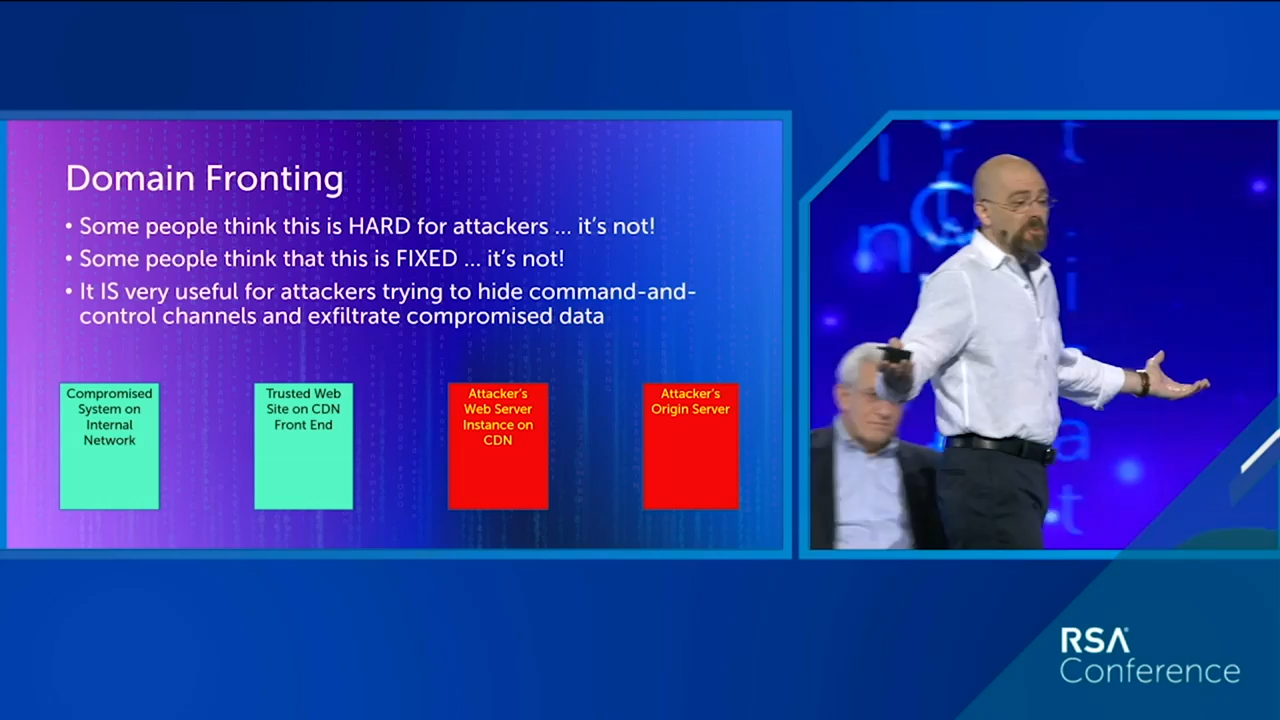 Domain Fronting
• Some people think this is HARD for attackers ... it's not!
• Some people think that this is FIXED ... it's not!
• It IS very useful for attackers trying to hide command-and-
control channels and exfiltrate compromised data
Compromised
System on
Internal
Network
Trusted Web
Site on CDN
Front End
Attacker's
Web Server
Instance on
CDN
Attacker's
Origin Server
RSA
Conference